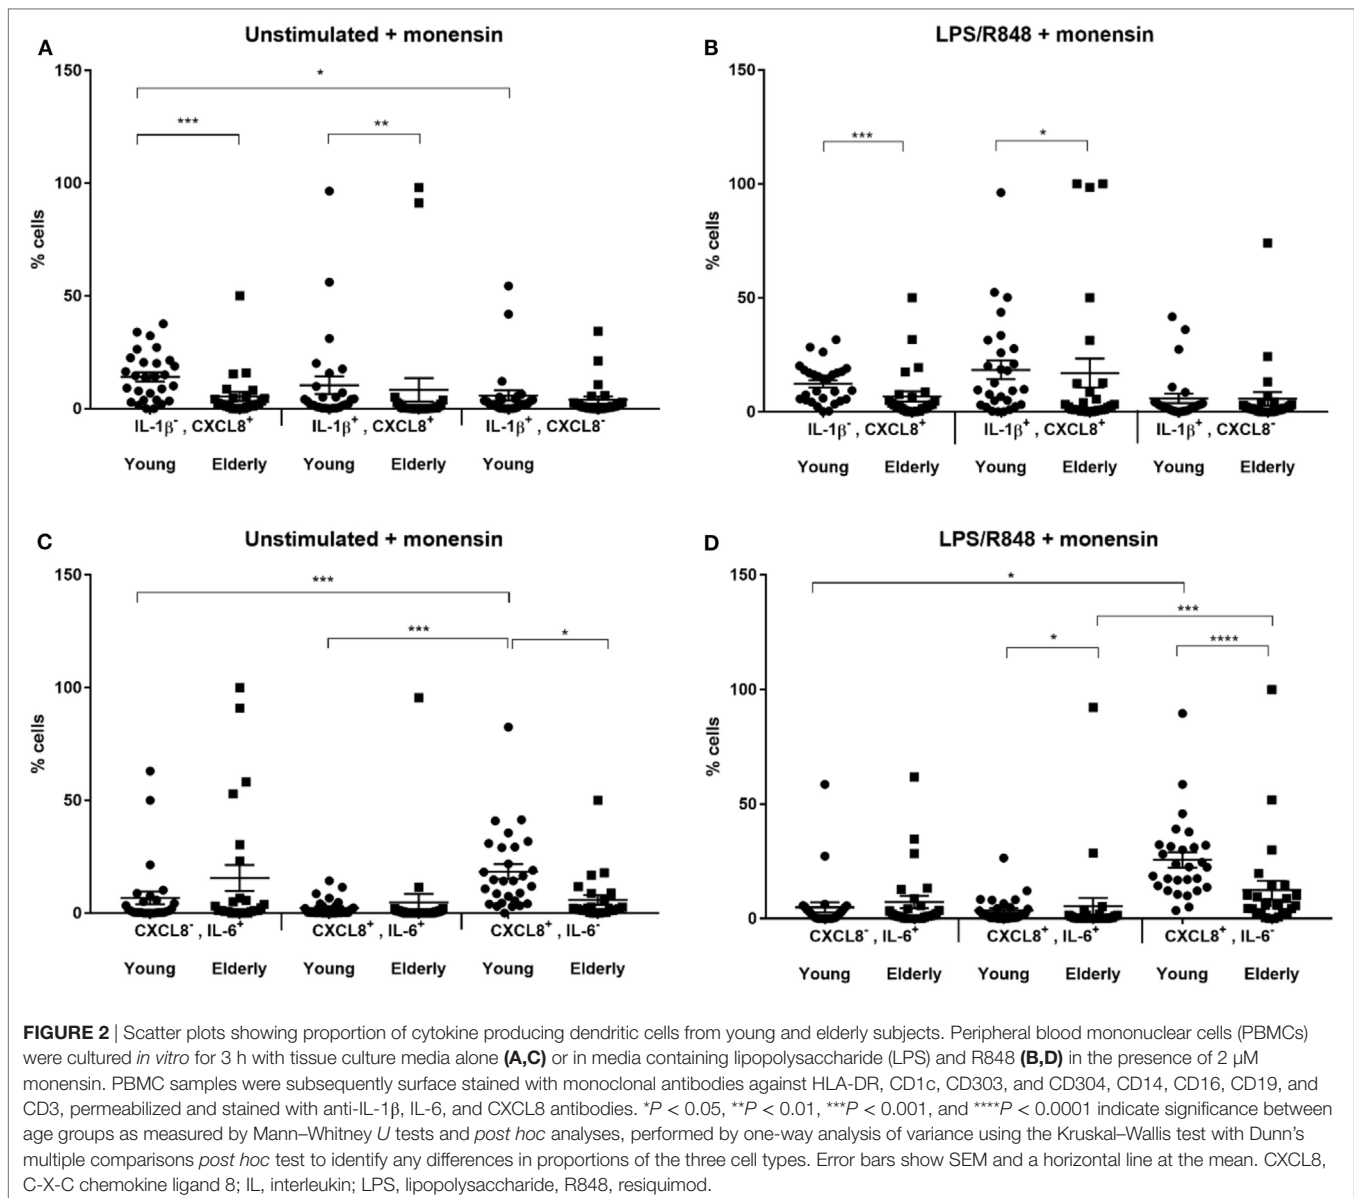 A
Unstimulated + monensin
150
100
50
0
% cells
*
***
**
IL-1β⁻ , CXCL8⁺
IL-1β⁺ , CXCL8⁺
IL-1β⁺ , CXCL8⁻
Young
Elderly
Young
Elderly
Young
B
LPS/R848 + monensin
150
100
50
0
% cells
***
*
IL-1β⁻ , CXCL8⁺
IL-1β⁺ , CXCL8⁺
IL-1β⁺ , CXCL8⁻
Young
Elderly
Young
Elderly
Young
Elderly
C
Unstimulated + monensin
150
100
50
0
% cells
***
***
*
CXCL8⁻ , IL-6⁺
CXCL8⁺ , IL-6⁺
CXCL8⁺ , IL-6⁻
Young
Elderly
Young
Elderly
Young
Elderly
D
LPS/R848 + monensin
150
100
50
0
% cells
*
***
*
****
CXCL8⁻ , IL-6⁺
CXCL8⁺ , IL-6⁺
CXCL8⁺ , IL-6⁻
Young
Elderly
Young
Elderly
Young
Elderly
FIGURE 2 | Scatter plots showing proportion of cytokine producing dendritic cells from young and elderly subjects. Peripheral blood mononuclear cells (PBMCs)
were cultured in vitro for 3 h with tissue culture media alone (A,C) or in media containing lipopolysaccharide (LPS) and R848 (B,D) in the presence of 2 μM
monensin. PBMC samples were subsequently surface stained with monoclonal antibodies against HLA-DR, CD1c, CD303, and CD304, CD14, CD16, CD19, and
CD3, permeabilized and stained with anti-IL-1β, IL-6, and CXCL8 antibodies. *P < 0.05, **P < 0.01, ***P < 0.001, and ****P < 0.0001 indicate significance between
age groups as measured by Mann–Whitney U tests and post hoc analyses, performed by one-way analysis of variance using the Kruskal–Wallis test with Dunn's
multiple comparisons post hoc test to identify any differences in proportions of the three cell types. Error bars show SEM and a horizontal line at the mean. CXCL8,
C-X-C chemokine ligand 8; IL, interleukin; LPS, lipopolysaccharide, R848, resiquimod.